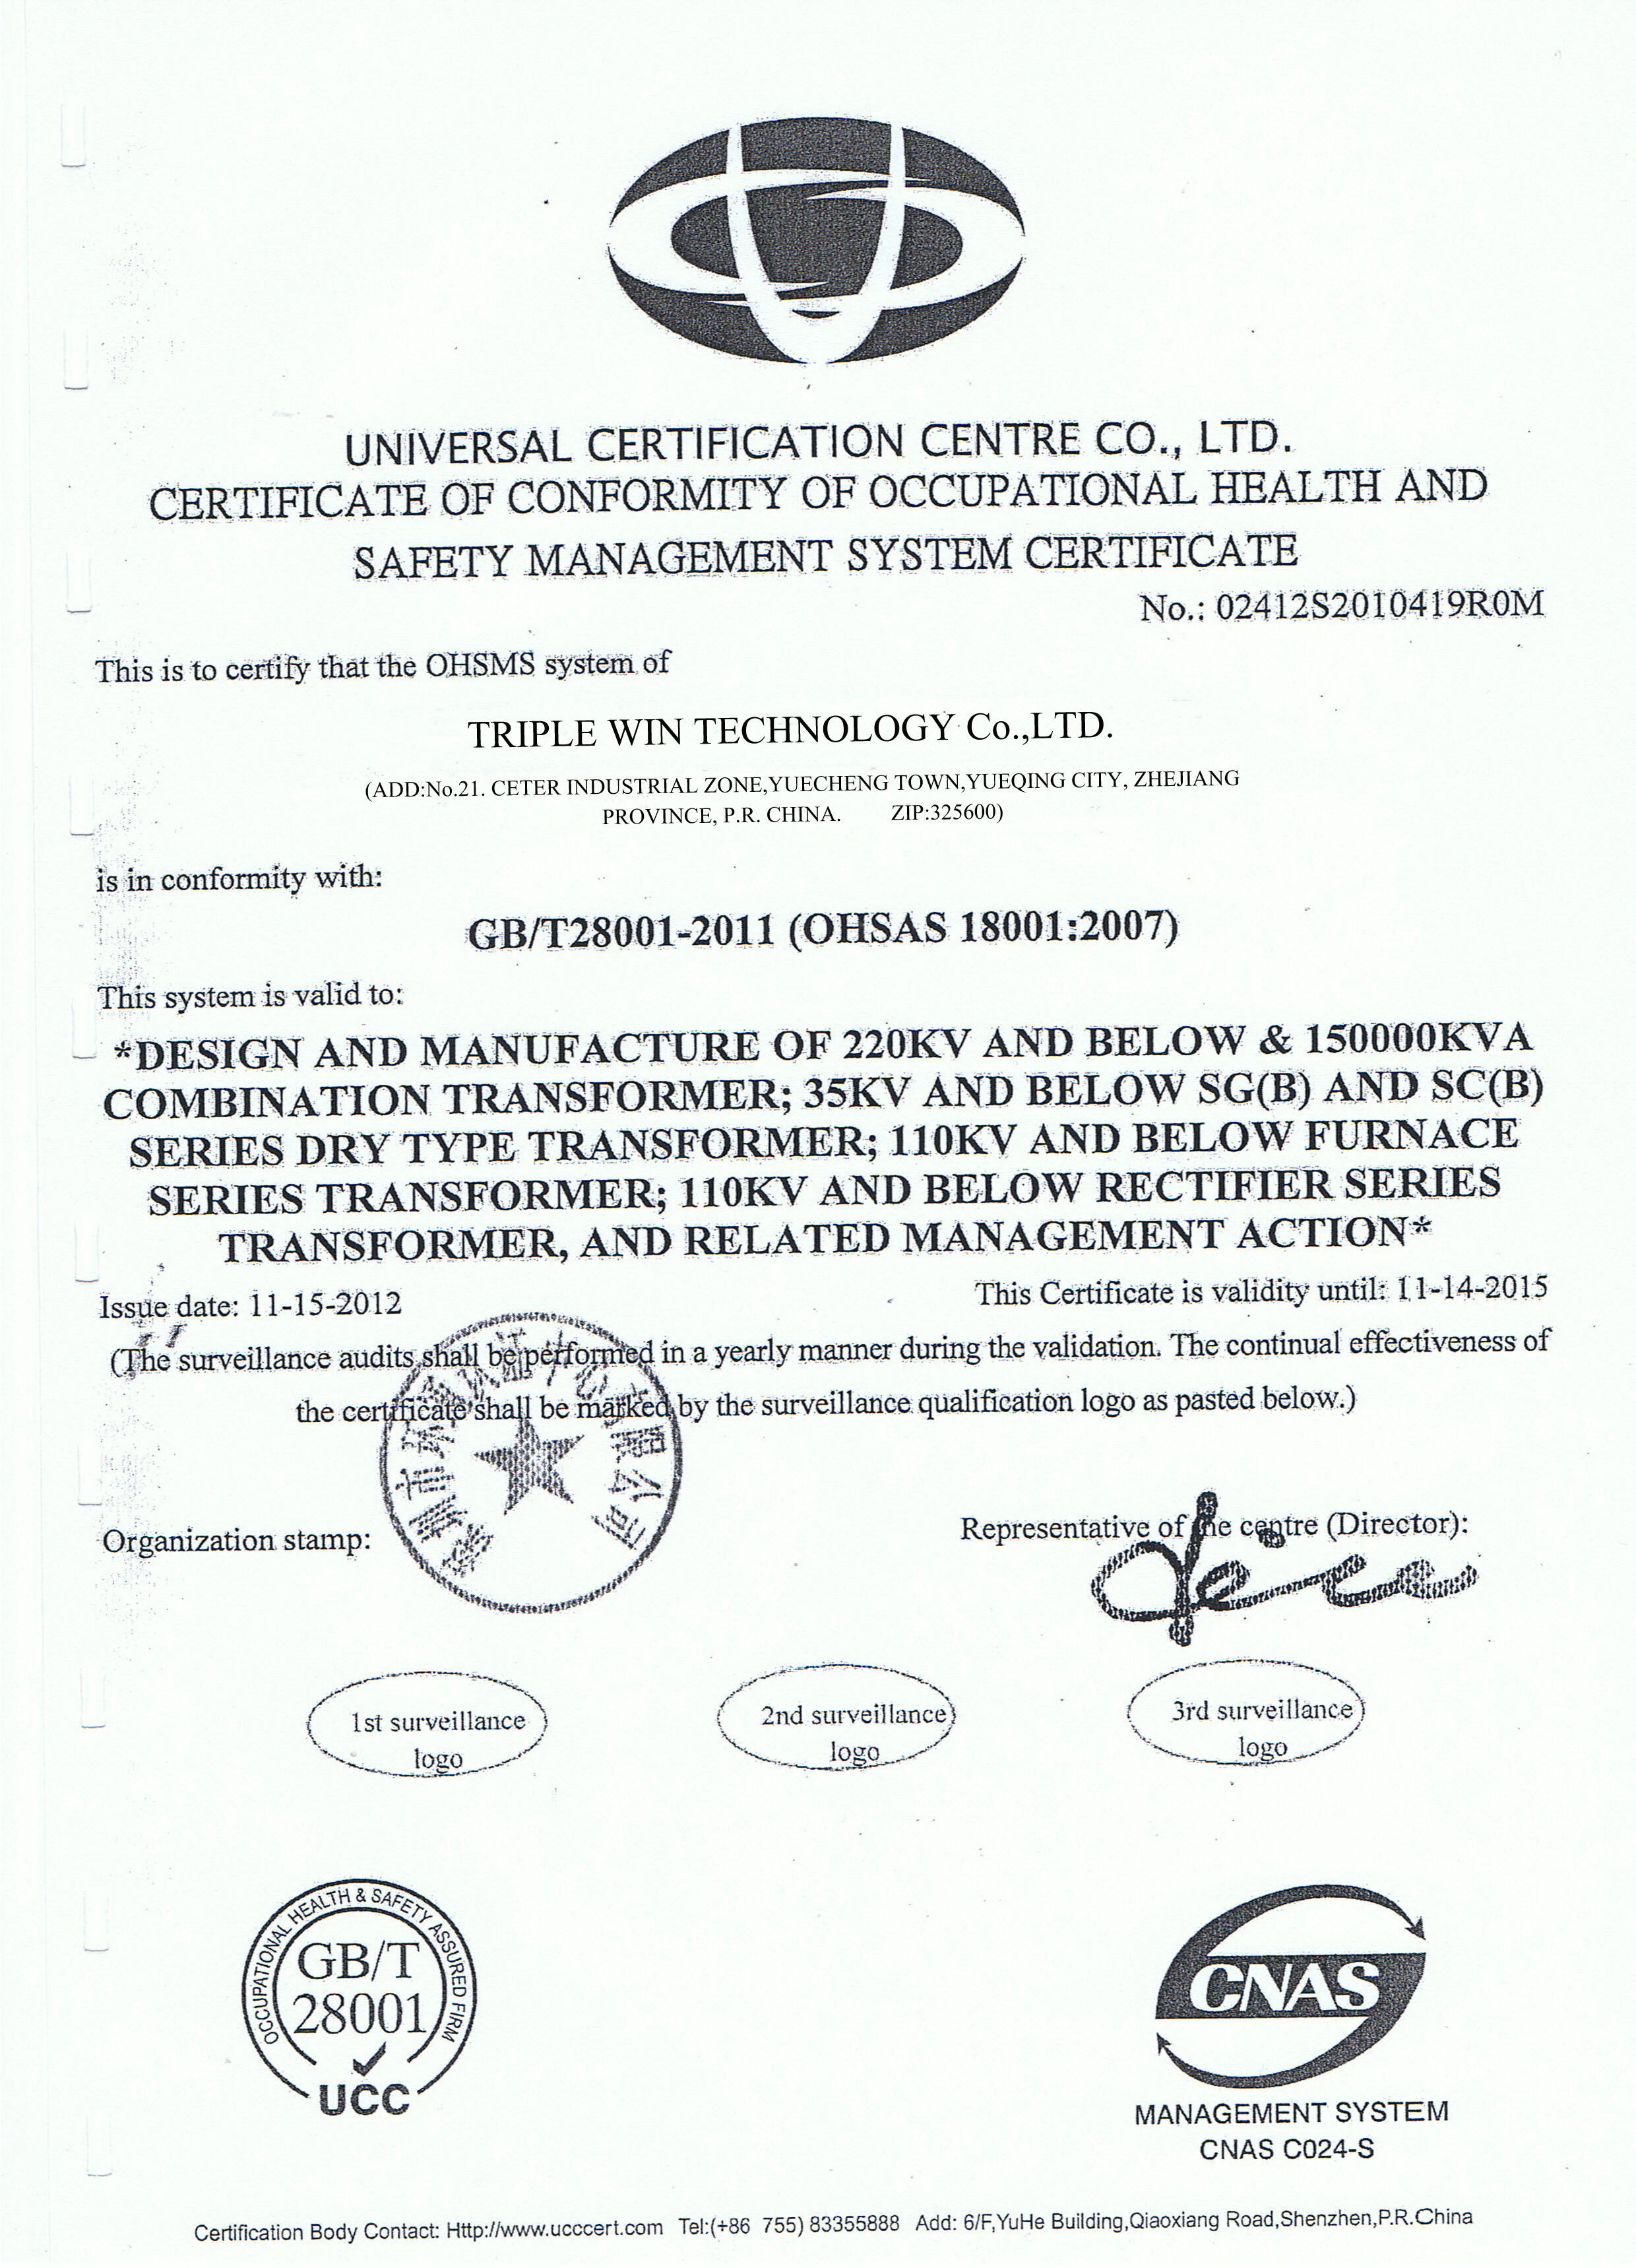 UNIVERSAL CERTIFICATION CENTRE CO., LTD.
CERTIFICATE OF CONFORMITY OF OCCUPATIONAL HEALTH AND
SAFETY MANAGEMENT SYSTEM CERTIFICATE
No.: 02412S2010419R0M
This is to certify that the OHSMS system of
TRIPLE WIN TECHNOLOGY Co.,LTD.
(ADD:No.21. CETER INDUSTRIAL ZONE,YUECHENG TOWN,YUEQING CITY, ZHEJIANG
PROVINCE, P.R. CHINA. ZIP:325600)
is in conformity with:
GB/T28001-2011 (OHSAS 18001:2007)
This system is valid to:
*DESIGN AND MANUFACTURE OF 220KV AND BELOW & 150000KVA
COMBINATION TRANSFORMER; 35KV AND BELOW SG(B) AND SC(B)
SERIES DRY TYPE TRANSFORMER; 110KV AND BELOW FURNACE
SERIES TRANSFORMER; 110KV AND BELOW RECTIFIER SERIES
TRANSFORMER, AND RELATED MANAGEMENT ACTION*
Issue date: 11-15-2012 This Certificate is validity until: 11-14-2015
(The surveillance audits shall be performed in a yearly manner during the validation. The continual effectiveness of
the certificate shall be marked by the surveillance qualification logo as pasted below.)
Organization stamp: Representative of the centre (Director):
1st surveillance
logo
2nd surveillance
logo
3rd surveillance
logo
OCCUPATIONAL HEALTH & SAFETY ASSURED FIRM
GB/T
28001
UCC
CNAS
MANAGEMENT SYSTEM
CNAS C024-S
Certification Body Contact: Http://www.ucccert.com Tel:(+86 755) 83355888 Add: 6/F,YuHe Building,Qiaoxiang Road,Shenzhen,P.R.China